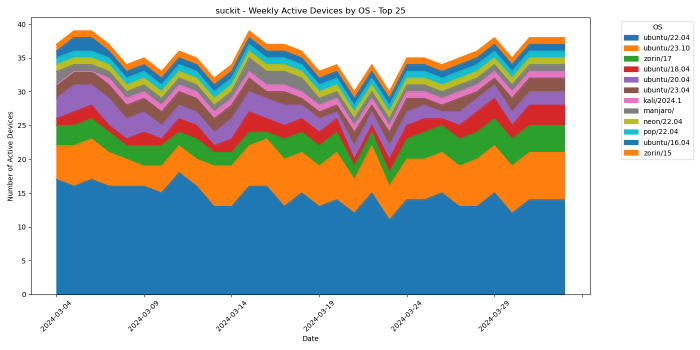 suckit - Weekly Active Devices by OS - Top 25
Number of Active Devices
40
35
30
25
20
15
10
5
0
2024-03-04
2024-03-09
2024-03-14
2024-03-19
2024-03-24
2024-03-29
Date
OS
ubuntu/22.04
ubuntu/23.10
zorin/17
ubuntu/18.04
ubuntu/20.04
ubuntu/23.04
kali/2024.1
manjaro/
neon/22.04
pop/22.04
ubuntu/16.04
zorin/15